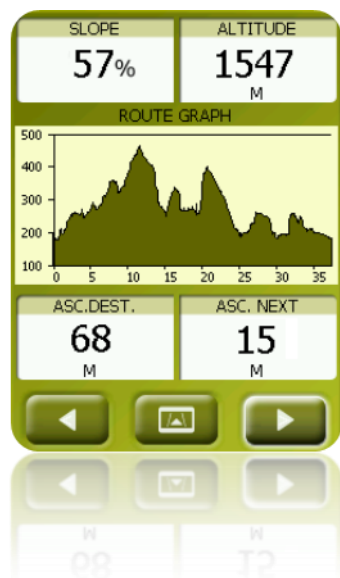 SLOPE ALTITUDE
57% 1547
M
ROUTE GRAPH
500
400
300
200
100
0 5 10 15 20 25 30 35
ASC.DEST. ASC. NEXT
68 15
M M